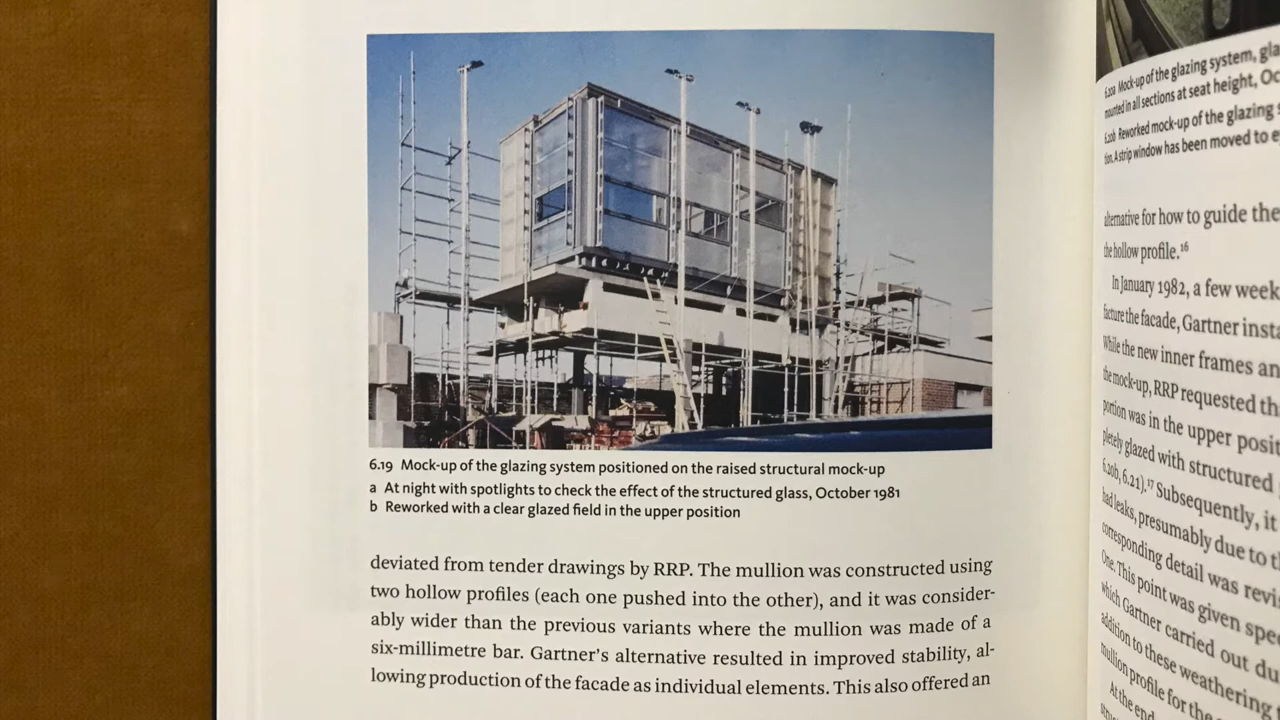 6.19 Mock-up of the glazing system positioned on the raised structural mock-up
a At night with spotlights to check the effect of the structured glass, October 1981
b Reworked with a clear glazed field in the upper position
deviated from tender drawings by RRP. The mullion was constructed using
two hollow profiles (each one pushed into the other), and it was consider-
ably wider than the previous variants where the mullion was made of a
six-millimetre bar. Gartner's alternative resulted in improved stability, al-
lowing production of the facade as individual elements. This also offered an
6.20a Mock-up of the glazing system, gla
mounted in all sections at seat height, Oc
6.20b Reworked mock-up of the glazing
tion. A strip window has been moved to e
alternative for how to guide the
the hollow profile.16
In January 1982, a few week
facture the facade, Gartner insta
While the new inner frames an
the mock-up, RRP requested th
portion was in the upper posit
pletely glazed with structured
6.20b, 6.21).17 Subsequently, it
had leaks, presumably due to th
corresponding detail was revis
One. This point was given spec
which Gartner carried out du
addition to these weathering t
mullion profile for the
At the end